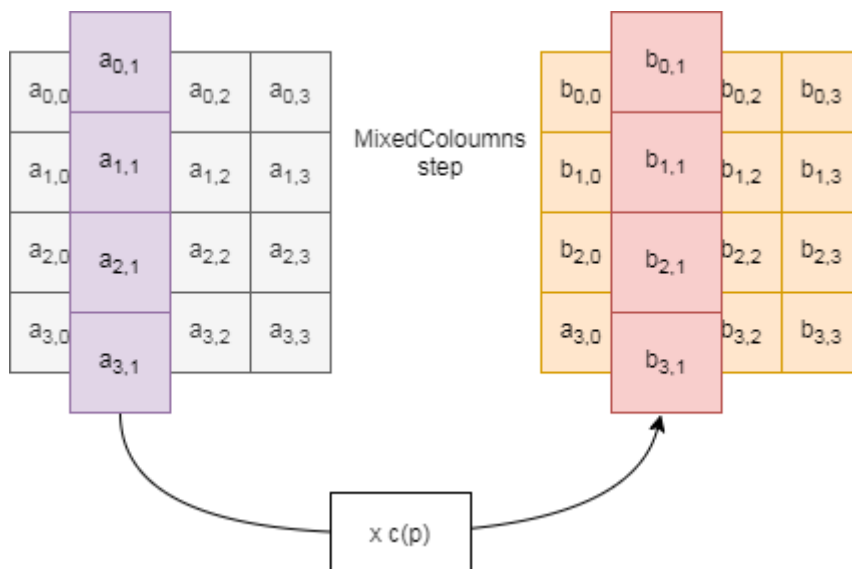 a0,0 a0,1 a0,2 a0,3
a1,0 a1,1 a1,2 a1,3
a2,0 a2,1 a2,2 a2,3
a3,0 a3,1 a3,2 a3,3
MixedColoumns
step
b0,0 b0,1 b0,2 b0,3
b1,0 b1,1 b1,2 b1,3
b2,0 b2,1 b2,2 b2,3
a3,0 b3,1 b3,2 b3,3
x c(p)